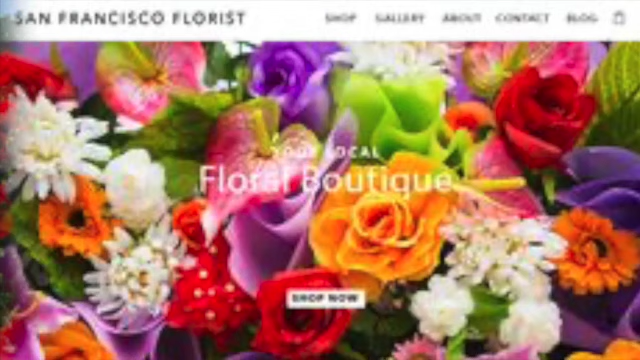 SAN FRANCISCO FLORIST
SHOP GALLERY ABOUT CONTACT BLOG
YOUR LOCAL
Floral Boutique
SHOP NOW